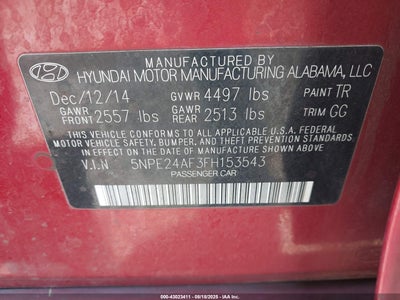 MANUFACTURED BY
HYUNDAI MOTOR MANUFACTURING ALABAMA, LLC
Dec/12/14 GVWR 4497 lbs PAINT TR
GAWR FRONT 2557 lbs GAWR REAR 2513 lbs TRIM GG
THIS VEHICLE CONFORMS TO ALL APPLICABLE U.S.A. FEDERAL
MOTOR VEHICLE SAFETY, BUMPER, AND THEFT PREVENTION STANDARDS
IN EFFECT ON THE DATE OF MANUFACTURE SHOWN ABOVE.
V.I.N 5NPE24AF3FH153543
PASSENGER CAR
000-43023411 - 09/18/2025 - IAA, Inc.